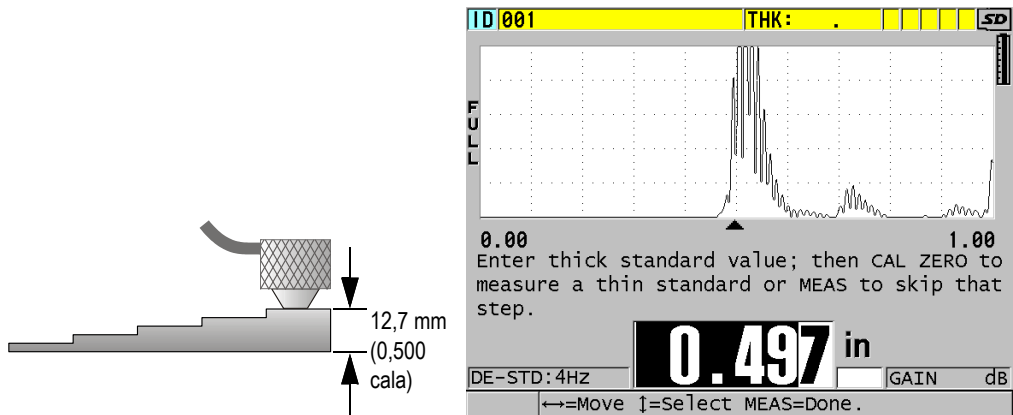 12,7 mm
(0,500
cala)
ID 001 THK: . SD
FULL
0.00 1.00
Enter thick standard value; then CAL ZERO to
measure a thin standard or MEAS to skip that
step.
0.497 in
DE-STD:4Hz GAIN dB
↔=Move ↕=Select MEAS=Done.